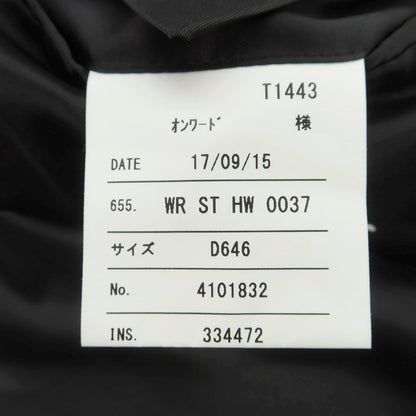 T1443
ｵﾝﾜｰﾄﾞ 様
DATE 17/09/15
655. WR ST HW 0037
サイズ D646
No. 4101832
INS. 334472